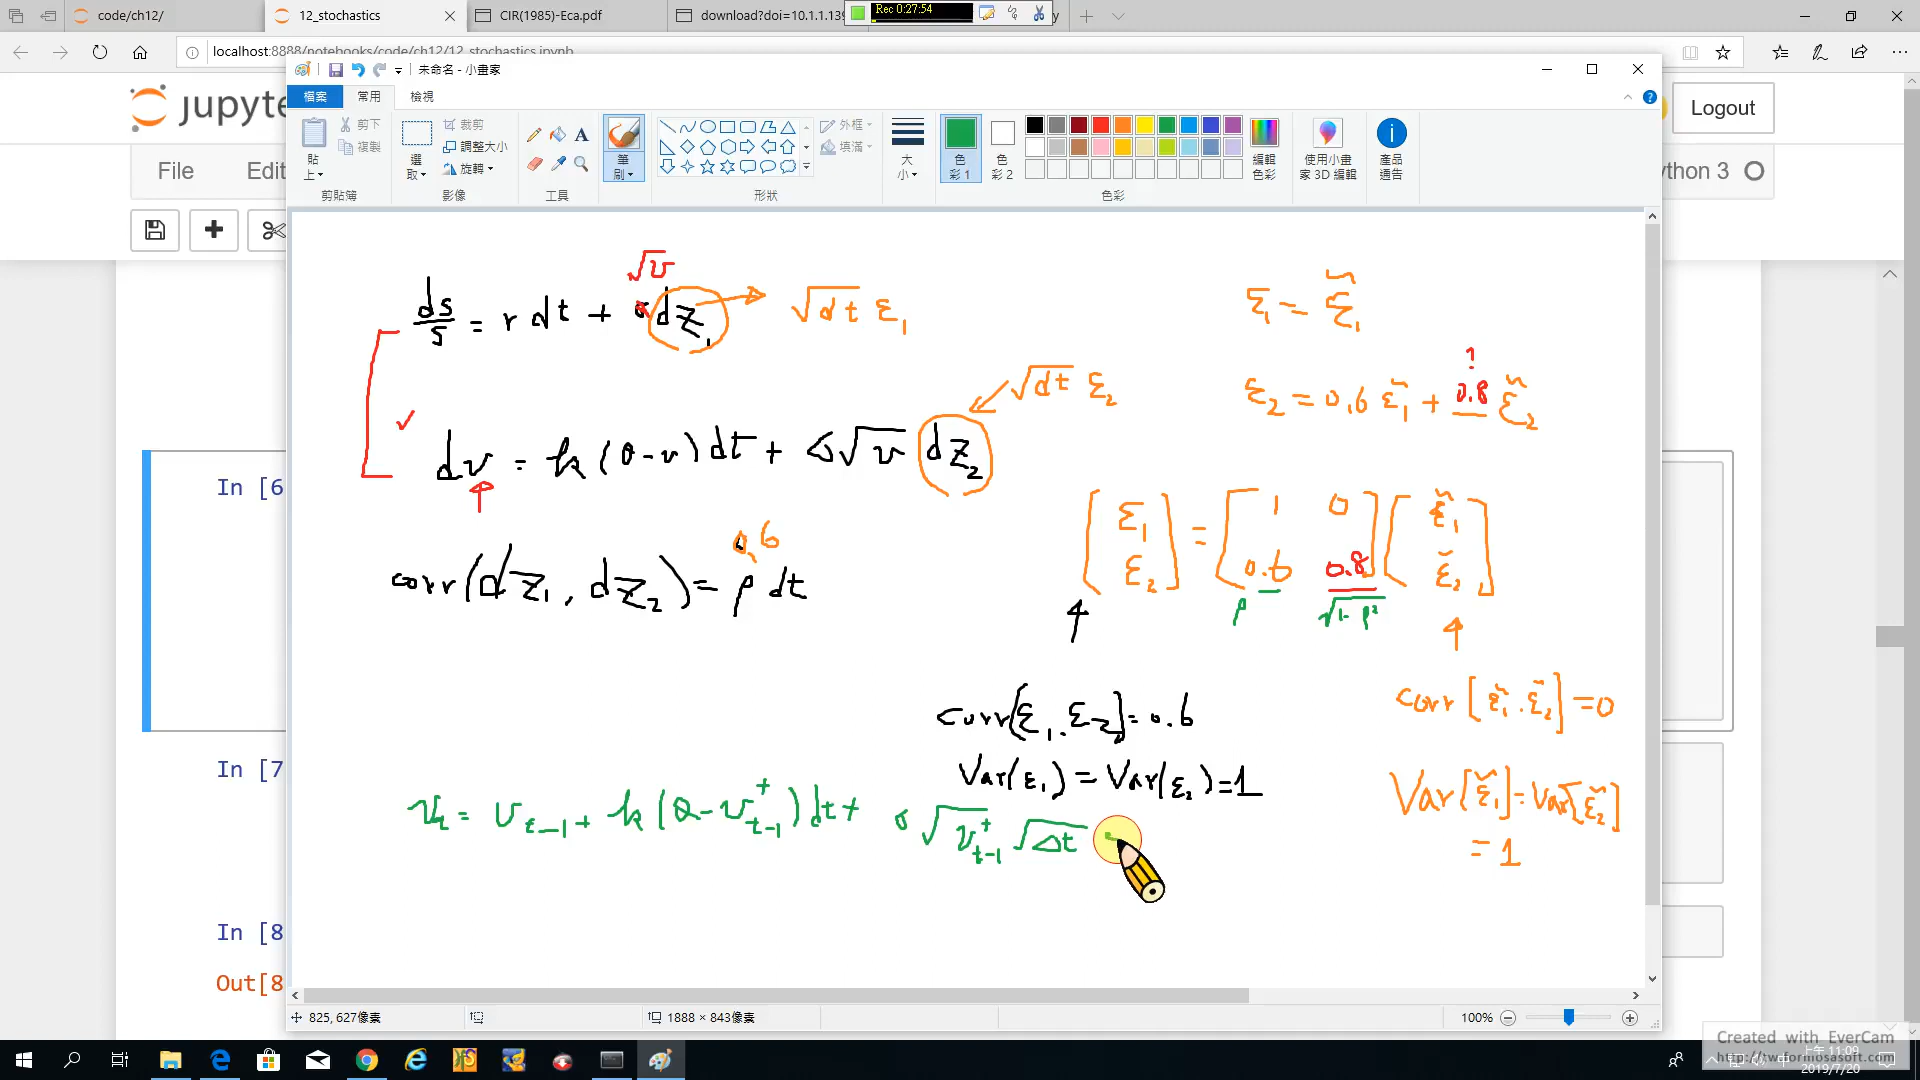 code/ch12/
12_stochastics
CIR(1985)-Eca.pdf
download?doi=10.1.1.139
Rec 0:27:54
localhost:8888/notebooks/code/ch12/12_stochastics.ipynb
未命名 - 小畫家
檔案 常用 檢視
貼上 剪下 複製 剪貼簿
選取 裁剪 調整大小 旋轉 影像
工具
筆刷
外框 填滿 形狀
大小
色彩 1 色彩 2 編輯色彩 色彩
使用小畫家 3D 編輯
產品通告
jupyte
Logout
File Edi
thon 3
√v
ds/s = r dt + σ dz₁ → √dt ε₁
ε₁ = ε̃₁
√dt ε₂
ε₂ = 0.6 ε̃₁ + 0.8 ε̃₂
?
dv = k(θ-v)dt + σ√v dz₂
[ε₁ ε₂] = [1 0 0.6 0.8] [ε̃₁ ε̃₂]
ρ √1-ρ²
0.6
corr(dz₁, dz₂) = ρ dt
corr[ε̃₁, ε̃₂] = 0
corr[ε₁, ε₂] = 0.6
Var(ε₁) = Var(ε₂) = 1
Var[ε̃₁] = Var[ε̃₂] = 1
vₜ = vₜ₋₁ + k(θ-v⁺ₜ₋₁)dt + σ √v⁺ₜ₋₁ √Δt
In [6
In [7
In [8
Out[8
825, 627像素
1888 × 843像素
100%
Created with EverCam
http://tw.formosasoft.com
上午 11:09
2019/7/20